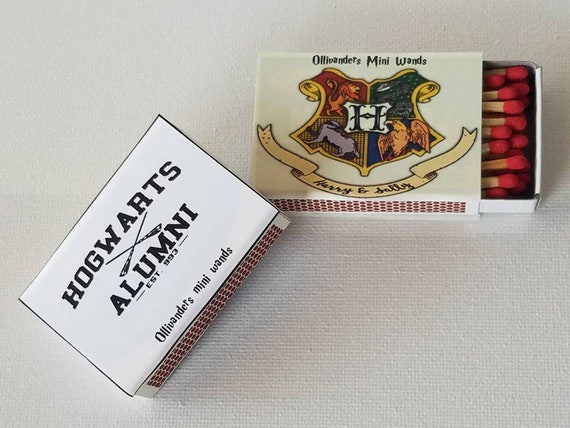 HOGWARTS
ALUMNI
EST. 993
Ollivanders mini wands
Ollivanders Mini Wands
H
Harry & Sally